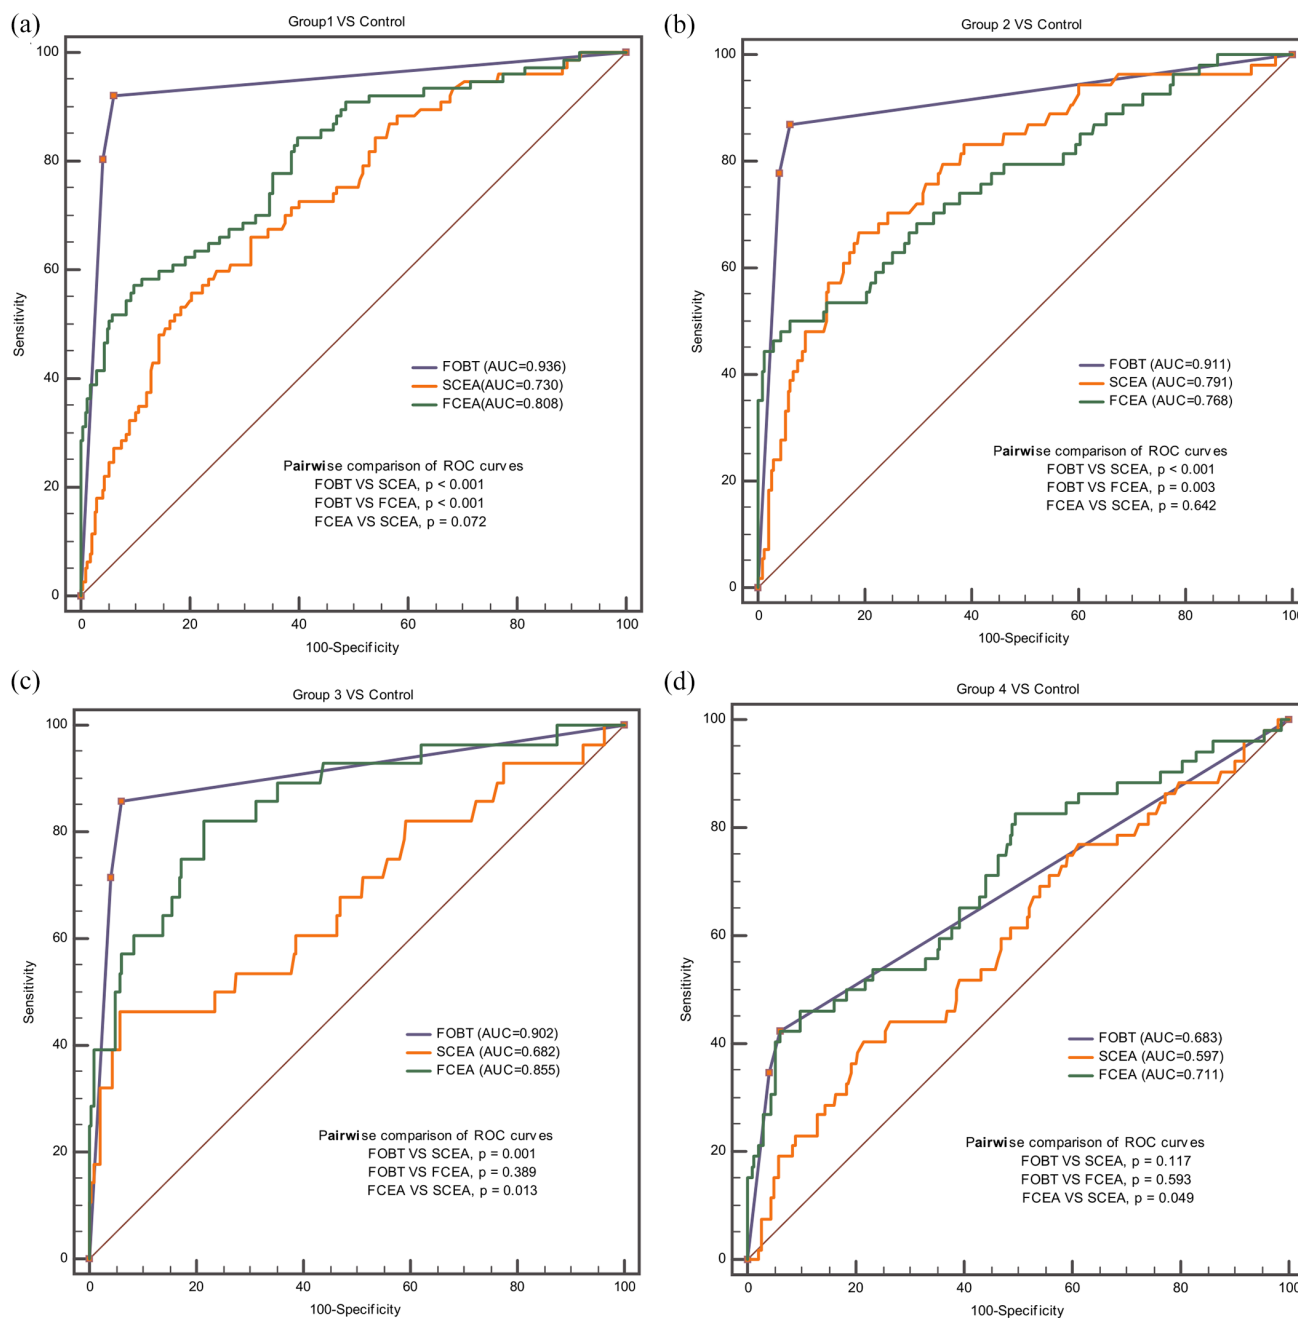 (a)
Group1 VS Control
100
80
60
40
20
0
Sensitivity
0 20 40 60 80 100
100-Specificity
FOBT (AUC=0.936)
SCEA(AUC=0.730)
FCEA(AUC=0.808)
Pairwise comparison of ROC curves
FOBT VS SCEA, p < 0.001
FOBT VS FCEA, p < 0.001
FCEA VS SCEA, p = 0.072
(b)
Group 2 VS Control
100
80
60
40
20
0
Sensitivity
0 20 40 60 80 100
100-Specificity
FOBT (AUC=0.911)
SCEA (AUC=0.791)
FCEA (AUC=0.768)
Pairwise comparison of ROC curves
FOBT VS SCEA, p < 0.001
FOBT VS FCEA, p = 0.003
FCEA VS SCEA, p = 0.642
(c)
Group 3 VS Control
100
80
60
40
20
0
Sensitivity
0 20 40 60 80 100
100-Specificity
FOBT (AUC=0.902)
SCEA (AUC=0.682)
FCEA (AUC=0.855)
Pairwise comparison of ROC curves
FOBT VS SCEA, p = 0.001
FOBT VS FCEA, p = 0.389
FCEA VS SCEA, p = 0.013
(d)
Group 4 VS Control
100
80
60
40
20
0
Sensitivity
0 20 40 60 80 100
100-Specificity
FOBT (AUC=0.683)
SCEA (AUC=0.597)
FCEA (AUC=0.711)
Pairwise comparison of ROC curves
FOBT VS SCEA, p = 0.117
FOBT VS FCEA, p = 0.593
FCEA VS SCEA, p = 0.049